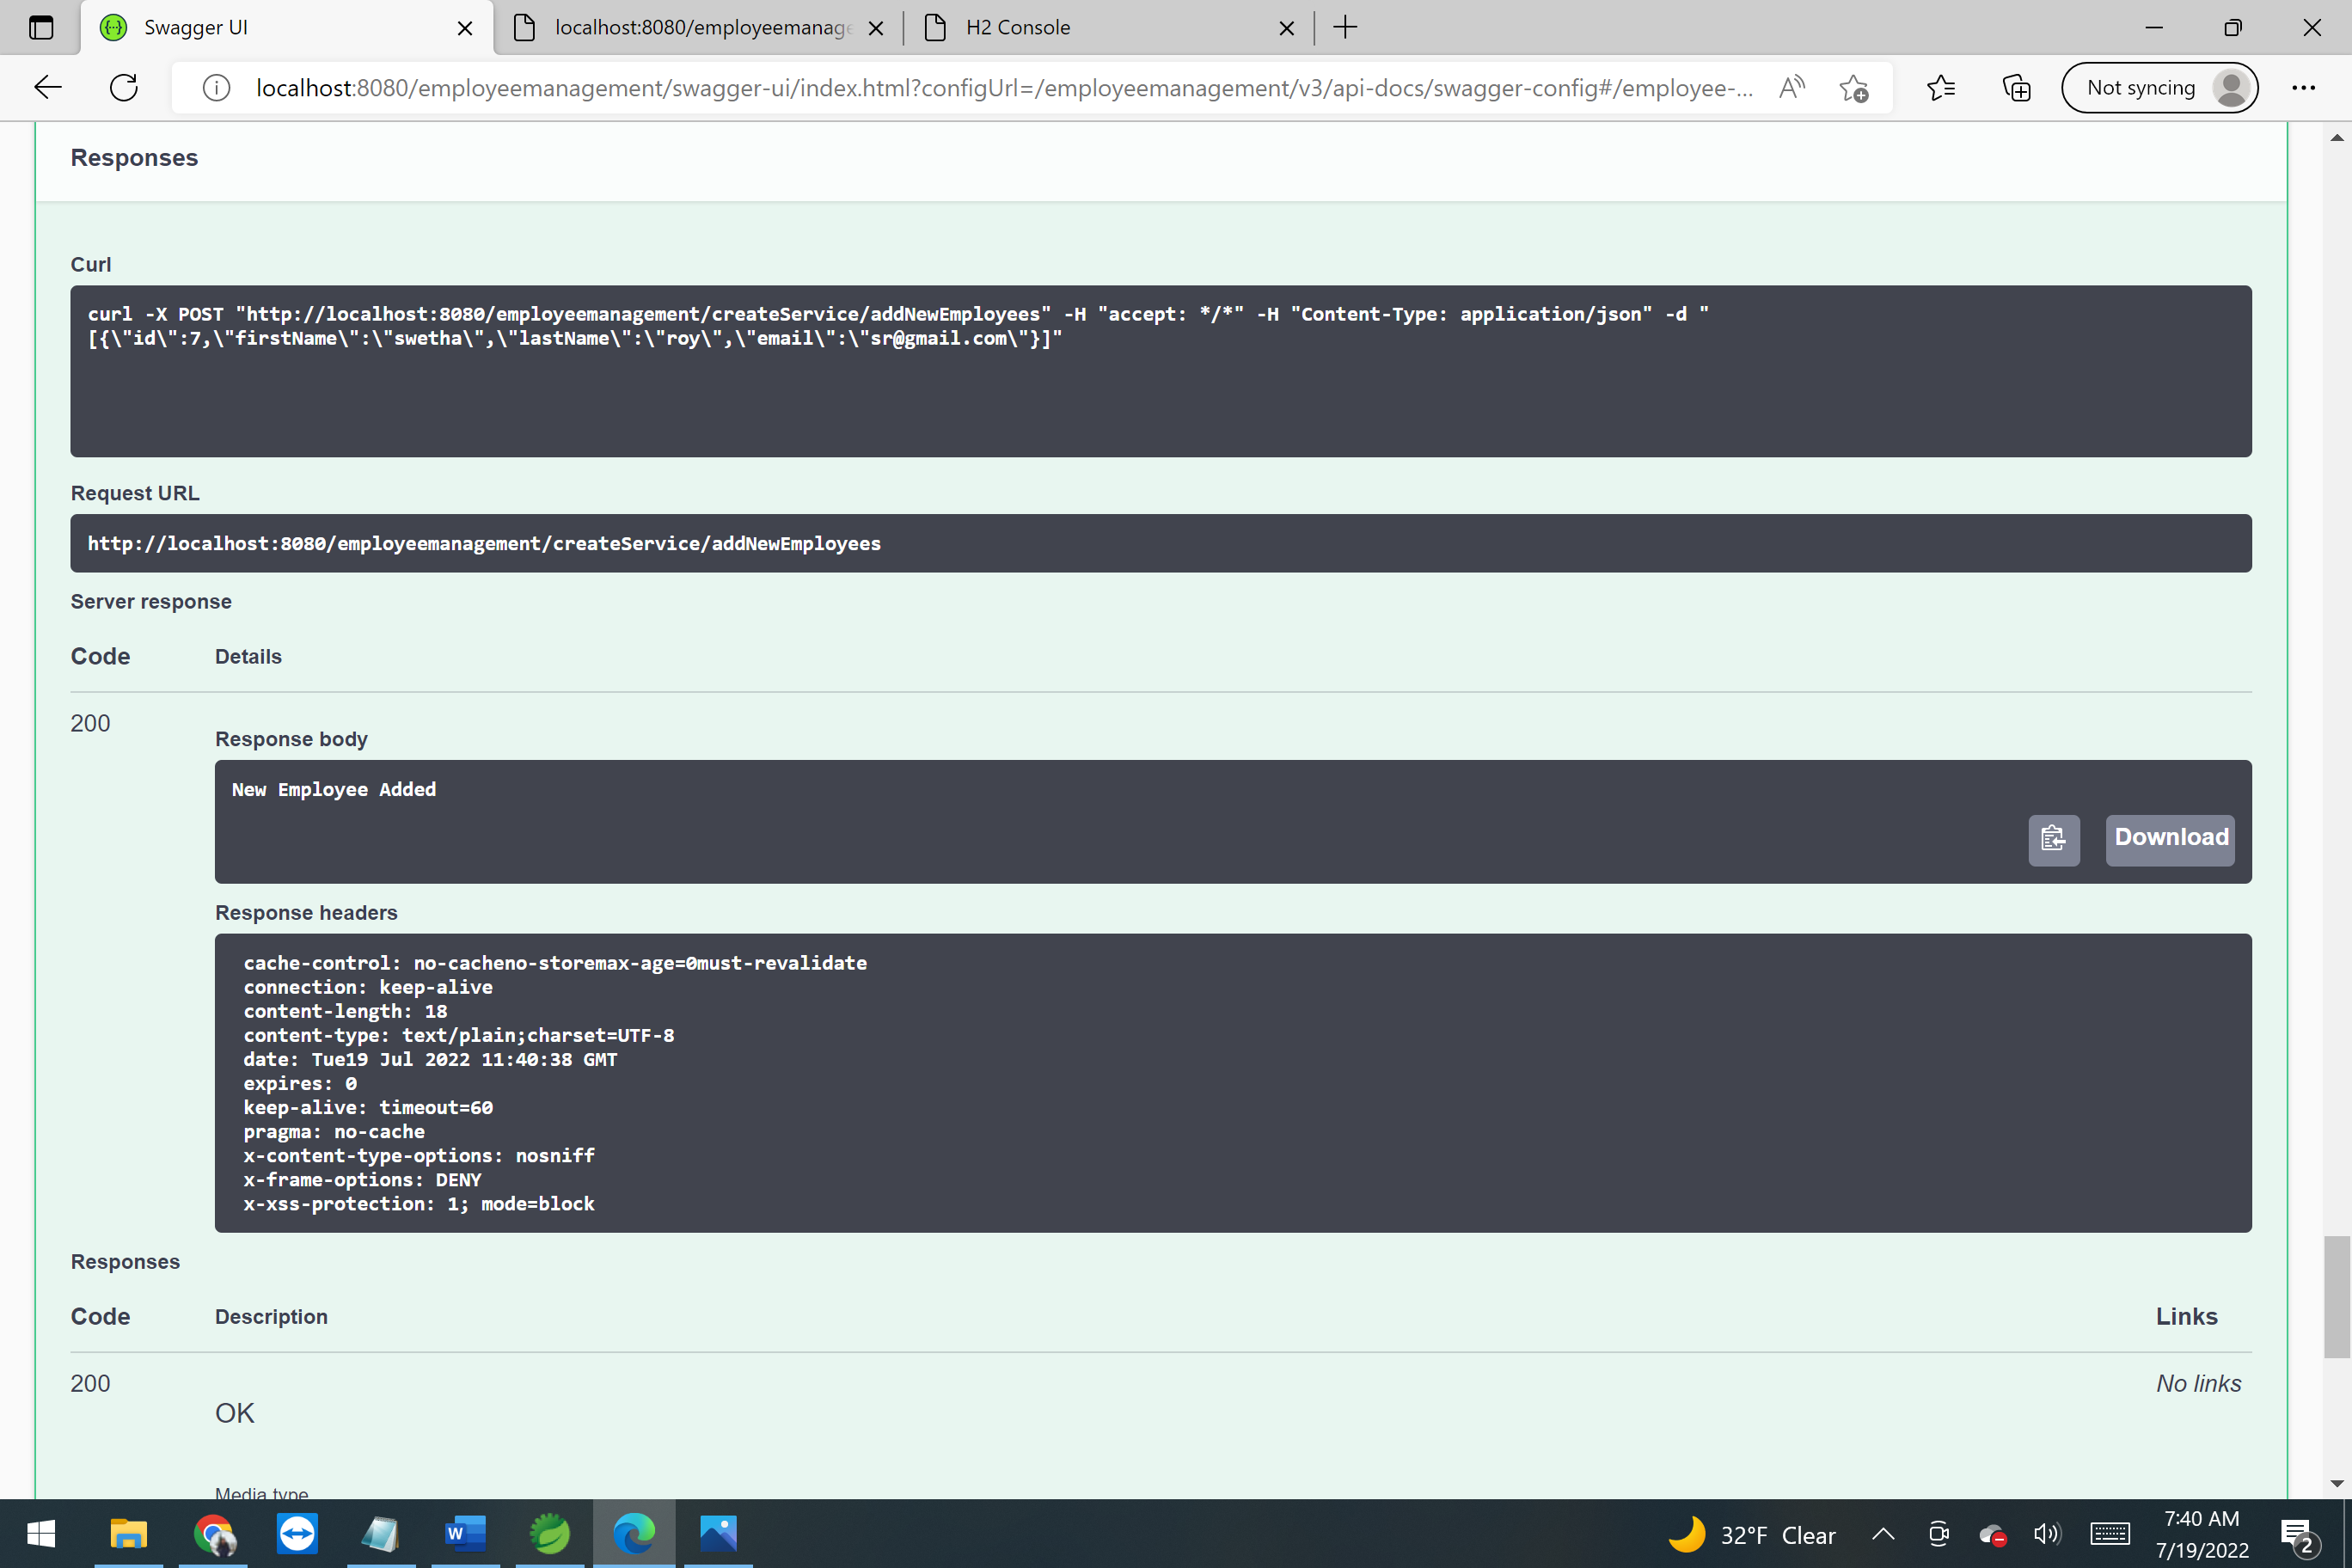 Swagger UI
localhost:8080/employeemanage
H2 Console
localhost:8080/employeemanagement/swagger-ui/index.html?configUrl=/employeemanagement/v3/api-docs/swagger-config#/employee-...
Not syncing
Responses
Curl
curl -X POST "http://localhost:8080/employeemanagement/createService/addNewEmployees" -H "accept: */*" -H "Content-Type: application/json" -d "
[{\"id\":7,\"firstName\":\"swetha\",\"lastName\":\"roy\",\"email\":\"sr@gmail.com\"}]"
Request URL
http://localhost:8080/employeemanagement/createService/addNewEmployees
Server response
Code Details
200
Response body
New Employee Added
Download
Response headers
cache-control: no-cacheno-storemax-age=0must-revalidate
connection: keep-alive
content-length: 18
content-type: text/plain;charset=UTF-8
date: Tue19 Jul 2022 11:40:38 GMT
expires: 0
keep-alive: timeout=60
pragma: no-cache
x-content-type-options: nosniff
x-frame-options: DENY
x-xss-protection: 1; mode=block
Responses
Code Description Links
200 No links
OK
Media type
32°F Clear
7:40 AM
7/19/2022
2